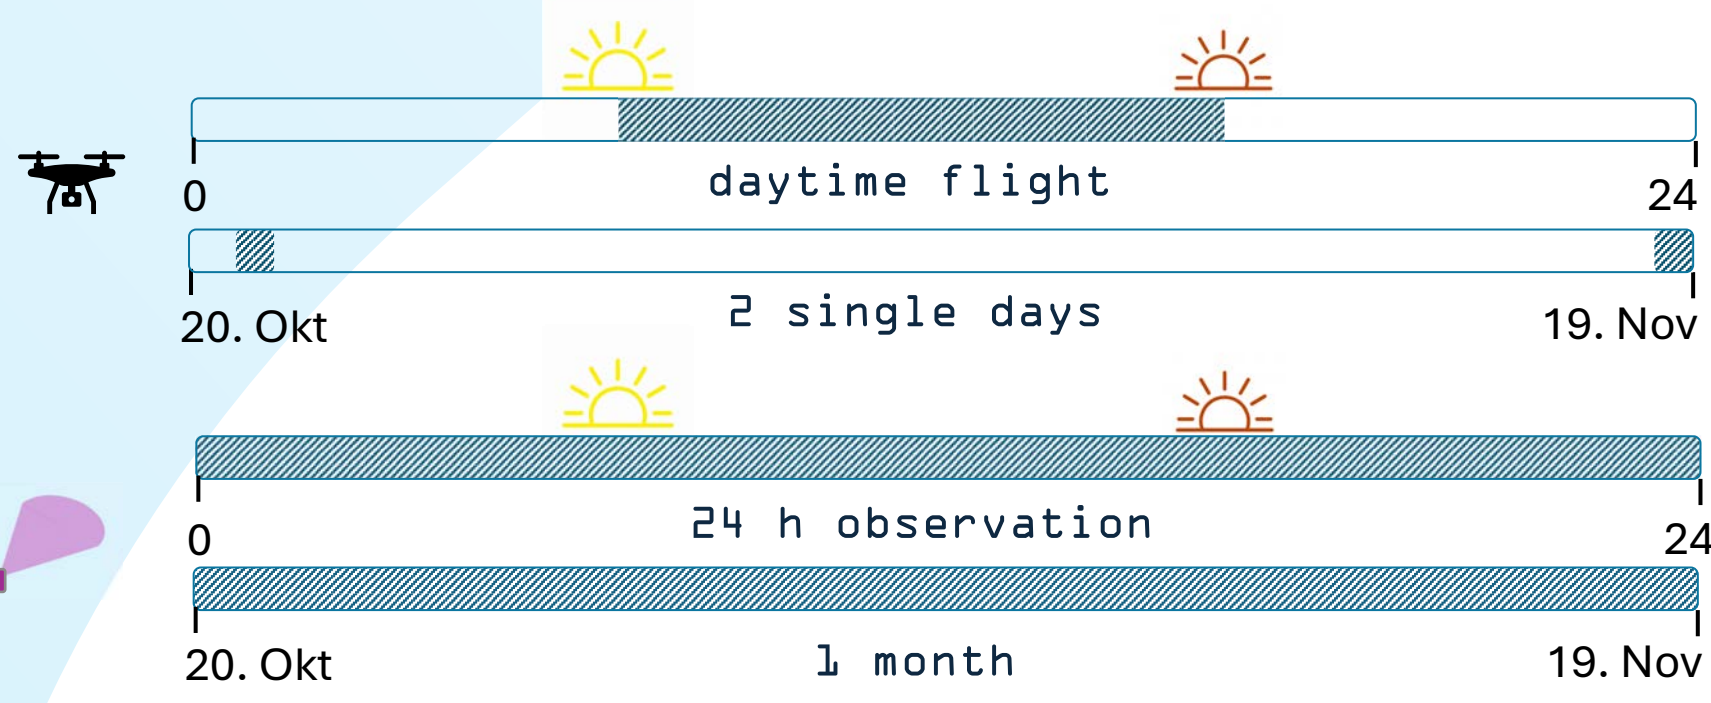 daytime flight
0 24
2 single days
20. Okt 19. Nov
24 h observation
0 24
1 month
20. Okt 19. Nov